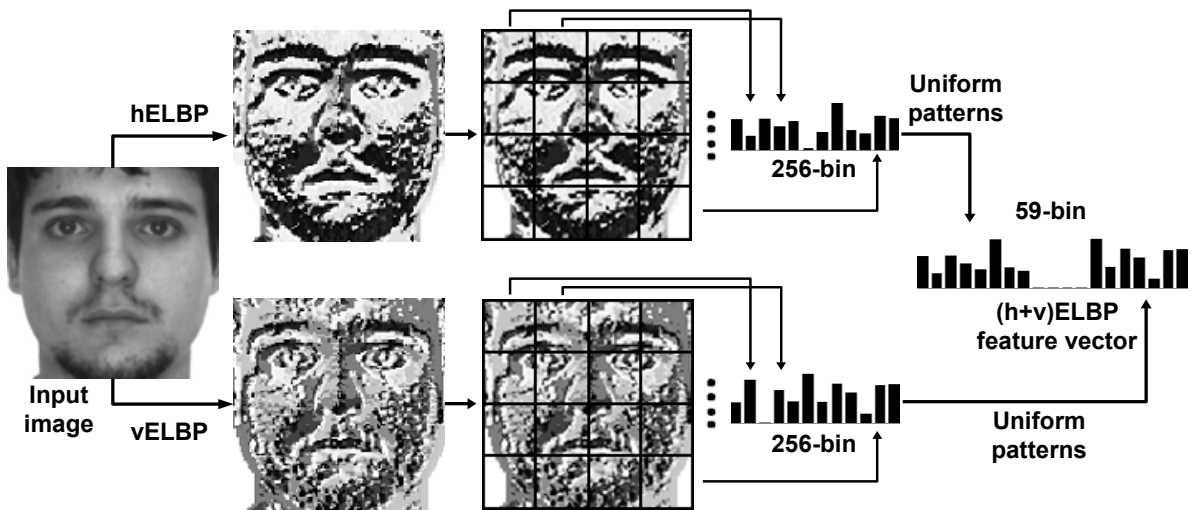 hELBP
Input
image
vELBP
256-bin
Uniform
patterns
59-bin
(h+v)ELBP
feature vector
256-bin
Uniform
patterns